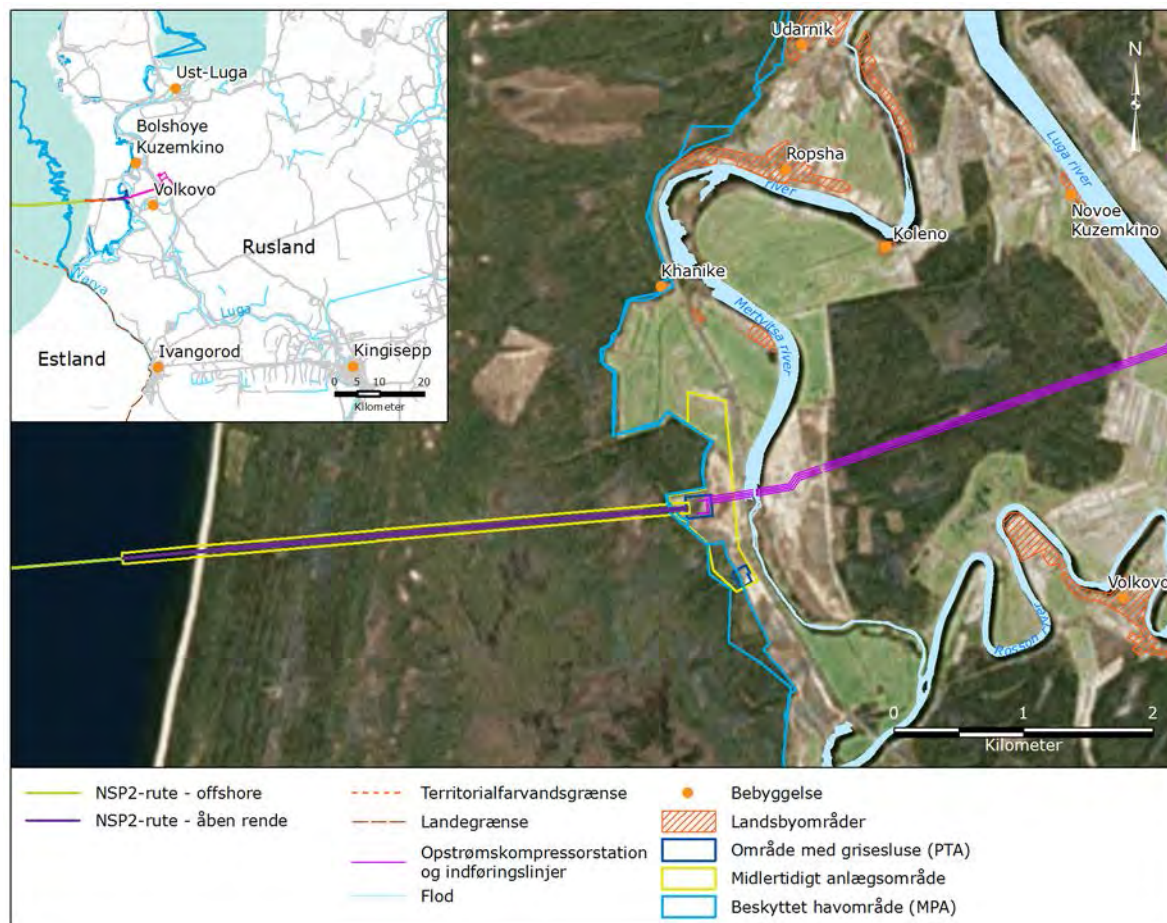 Ust-Luga
Bolshoye
Kuzemkino
Volkovo
Rusland
Narva
Luga
Estland
Ivangorod
Kingisepp
0 5 10 20
Kilometer
Udarnik
N
Ropsha
river
Luga river
Novoe
Kuzemkino
Koleno
Khanike
Mertvitsa river
Volkovo
Rosson river
0 1 2
Kilometer
NSP2-rute - offshore
NSP2-rute - åben rende
Territorialfarvandsgrænse
Landegrænse
Opstrømskompressorstation
og indføringslinjer
Flod
Bebyggelse
Landsbyområder
Område med grisesluse (PTA)
Midlertidigt anlægsområde
Beskyttet havområde (MPA)